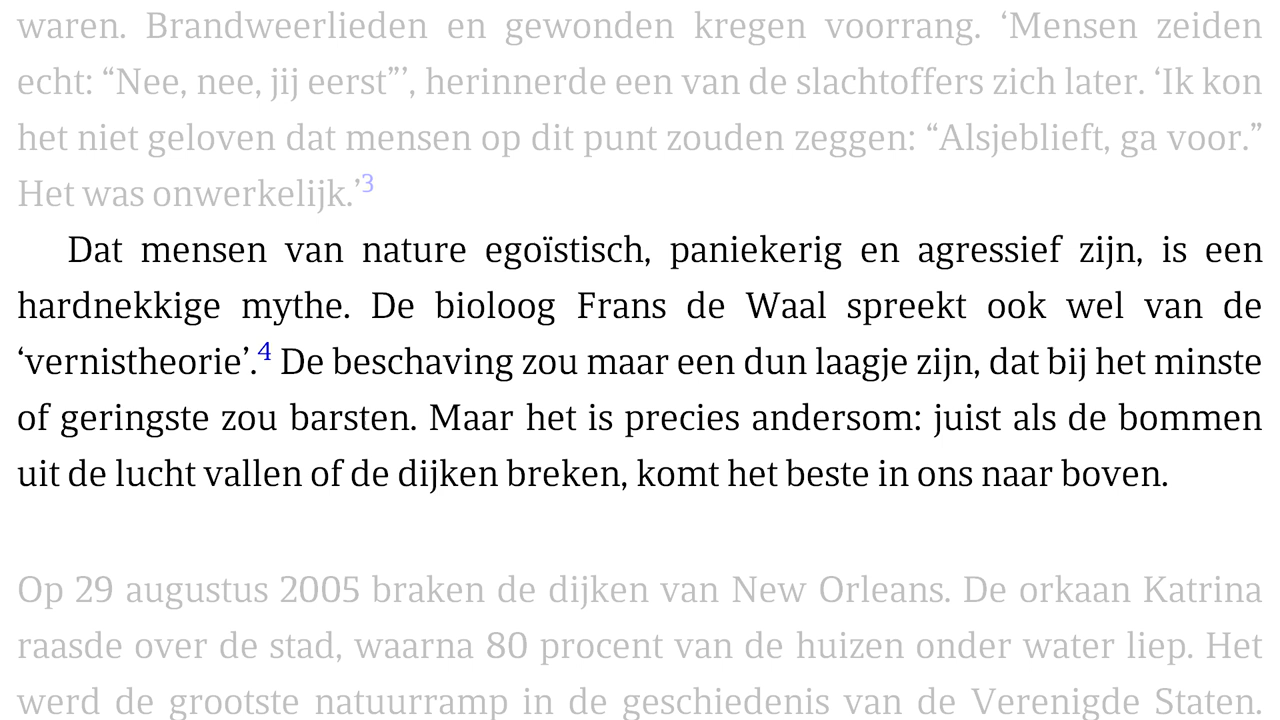 waren. Brandweerlieden en gewonden kregen voorrang. ‘Mensen zeiden
echt: “Nee, nee, jij eerst”’, herinnerde een van de slachtoffers zich later. ‘Ik kon
het niet geloven dat mensen op dit punt zouden zeggen: “Alsjeblieft, ga voor.”
Het was onwerkelijk.’3
Dat mensen van nature egoïstisch, paniekerig en agressief zijn, is een
hardnekkige mythe. De bioloog Frans de Waal spreekt ook wel van de
‘vernistheorie’.4 De beschaving zou maar een dun laagje zijn, dat bij het minste
of geringste zou barsten. Maar het is precies andersom: juist als de bommen
uit de lucht vallen of de dijken breken, komt het beste in ons naar boven.
Op 29 augustus 2005 braken de dijken van New Orleans. De orkaan Katrina
raasde over de stad, waarna 80 procent van de huizen onder water liep. Het
werd de grootste natuurramp in de geschiedenis van de Verenigde Staten.